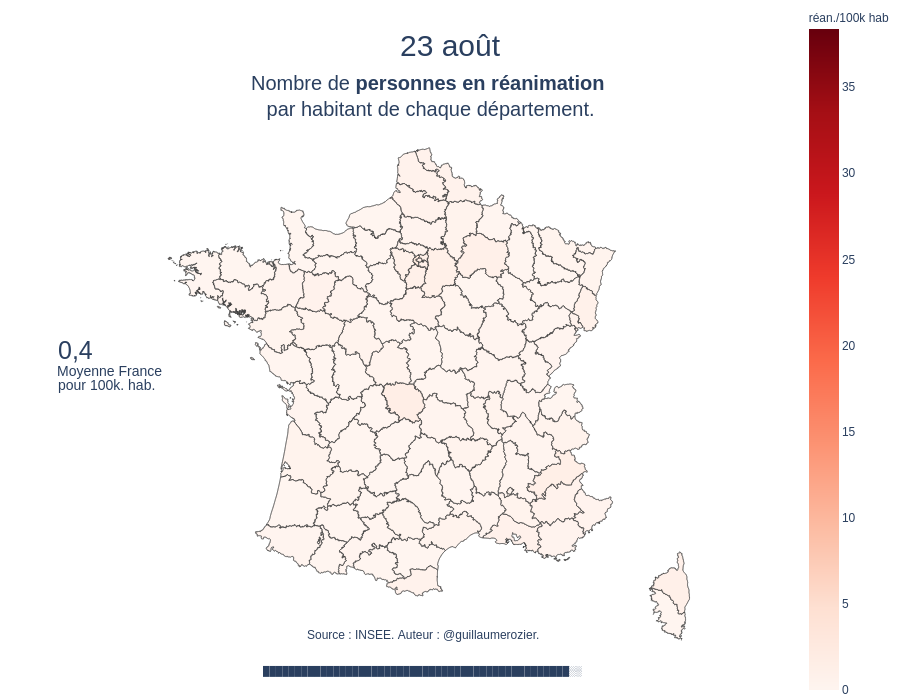 réan./100k hab
23 août
Nombre de personnes en réanimation
par habitant de chaque département.
35
30
25
20
15
10
5
0
0,4
Moyenne France
pour 100k. hab.
Source : INSEE. Auteur : @guillaumerozier.